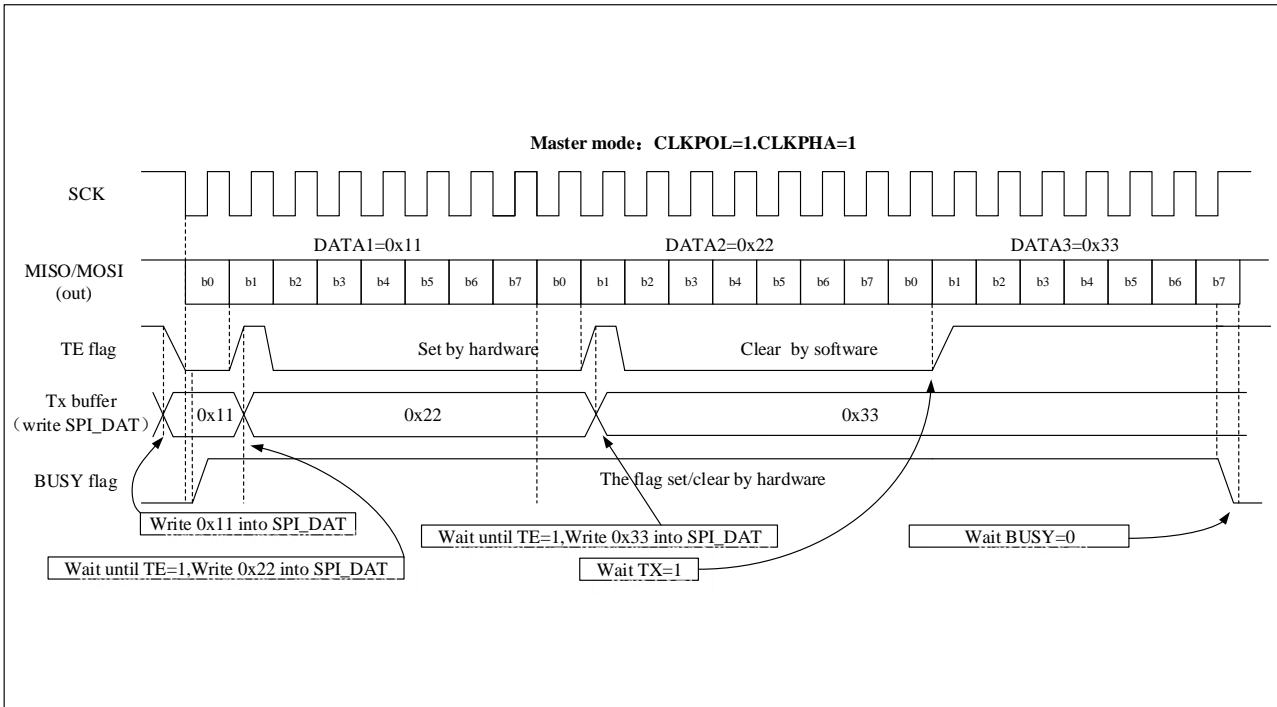 Master mode：CLKPOL=1.CLKPHA=1
SCK
DATA1=0x11 DATA2=0x22 DATA3=0x33
MISO/MOSI
(out)
b0 b1 b2 b3 b4 b5 b6 b7 b0 b1 b2 b3 b4 b5 b6 b7 b0 b1 b2 b3 b4 b5 b6 b7
TE flag
Set by hardware
Clear by software
Tx buffer
（write SPI_DAT）
0x11 0x22 0x33
BUSY flag
The flag set/clear by hardware
Write 0x11 into SPI_DAT
Wait until TE=1,Write 0x33 into SPI_DAT
Wait BUSY=0
Wait until TE=1,Write 0x22 into SPI_DAT
Wait TX=1